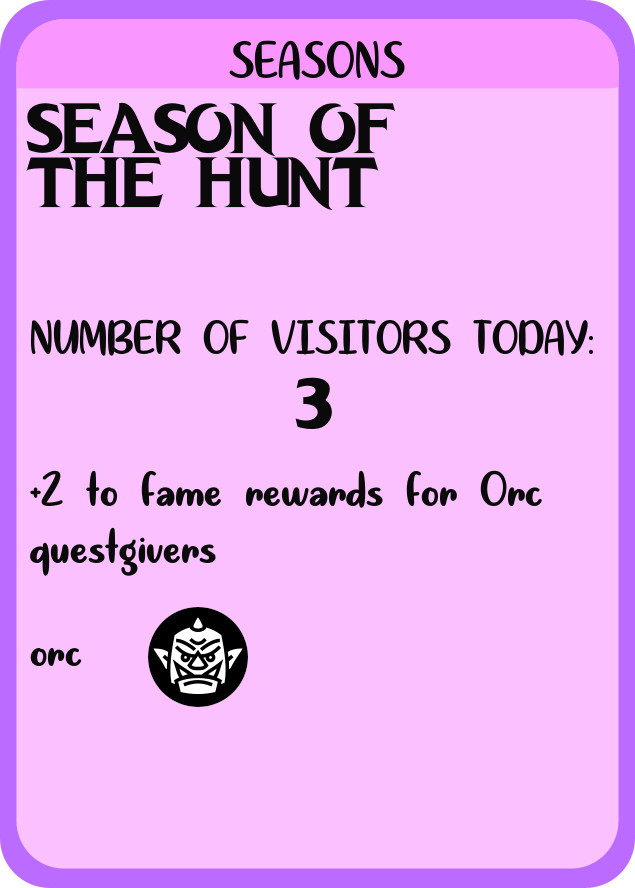 SEASONS
SEASON OF
THE HUNT
NUMBER OF VISITORS TODAY:
3
+2 to fame rewards for Orc
questgivers
orc